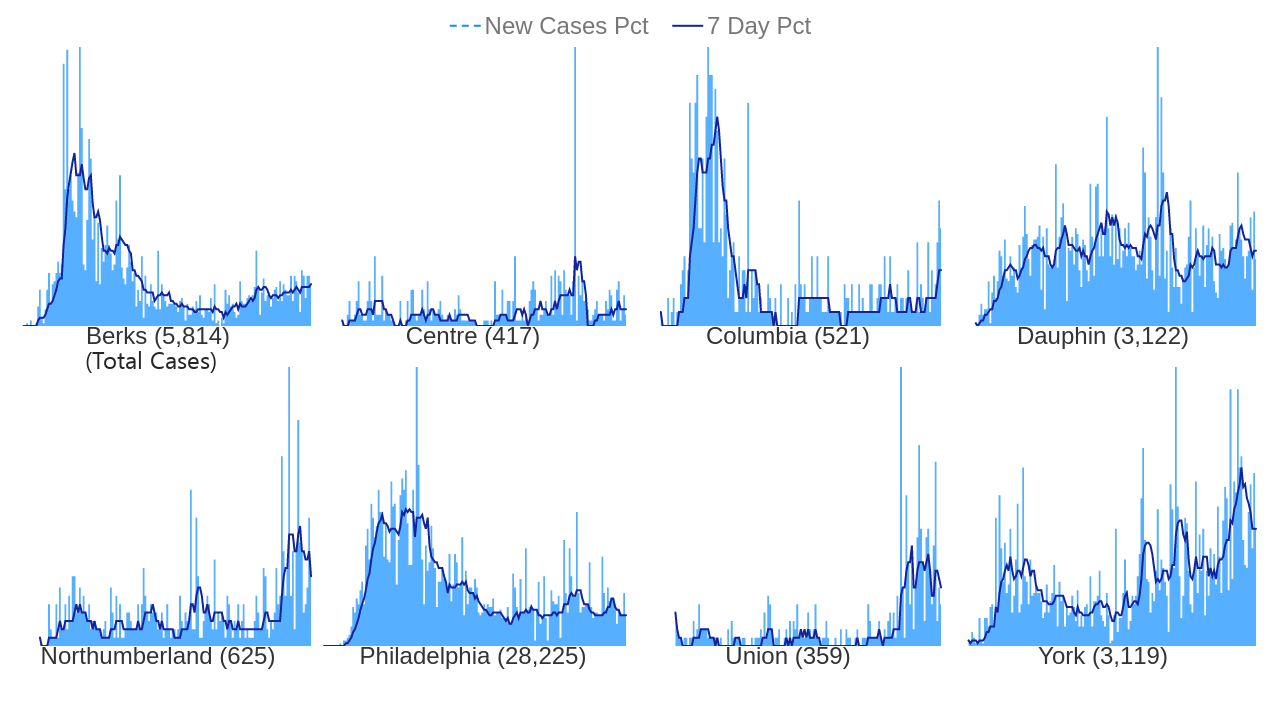 New Cases Pct 7 Day Pct
Berks (5,814)
(Total Cases)
Centre (417)
Columbia (521)
Dauphin (3,122)
Northumberland (625)
Philadelphia (28,225)
Union (359)
York (3,119)